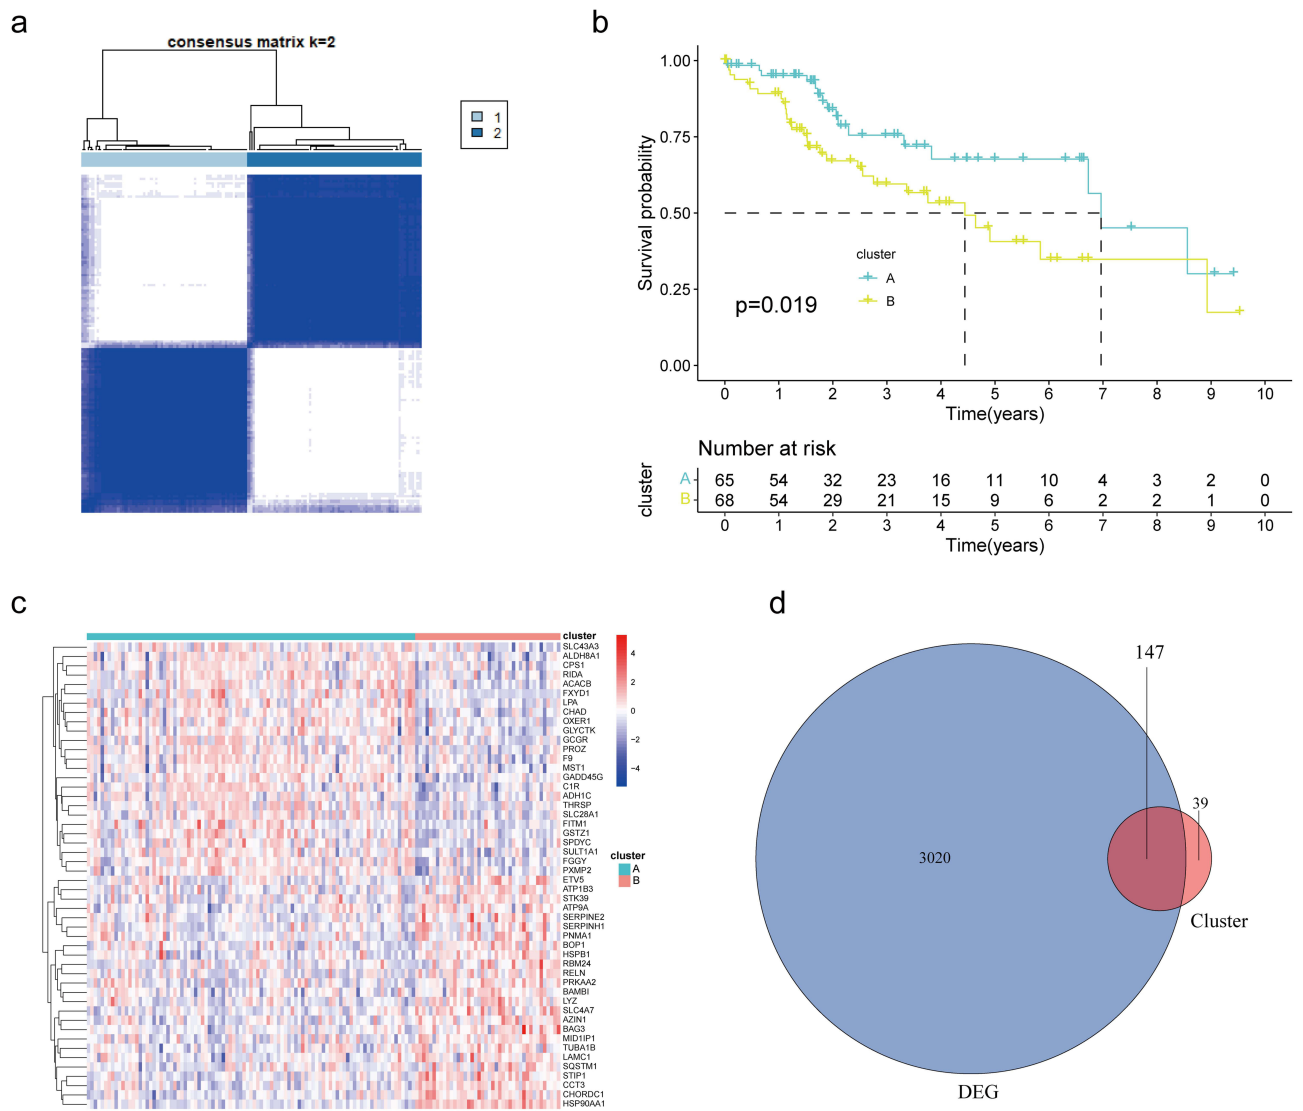 a
consensus matrix k=2
1
2
b
1.00
0.75
0.50
0.25
0.00
Survival probability
cluster
A
B
p=0.019
0 1 2 3 4 5 6 7 8 9 10
Time(years)
Number at risk
cluster
A 65 54 32 23 16 11 10 4 3 2 0
B 68 54 29 21 15 9 6 2 2 1 0
0 1 2 3 4 5 6 7 8 9 10
Time(years)
c
cluster
SLC43A3
ALDH8A1
CPS1
RIDA
ACACB
FXYD1
LPA
CHAD
OXER1
GLYCTK
GCGR
PROZ
F9
MST1
GADD45G
C1R
ADH1C
THRSP
SLC28A1
FITM1
GSTZ1
SPDYC
SULT1A1
FGGY
PXMP2
ETV5
ATP1B3
STK39
ATP9A
SERPINE2
SERPINH1
PNMA1
BOP1
HSPB1
RBM24
RELN
PRKAA2
BAMBI
LYZ
SLC4A7
AZIN1
BAG3
MID1IP1
TUBA1B
LAMC1
SQSTM1
STIP1
CCT3
CHORDC1
HSP90AA1
4
2
0
−2
−4
cluster
A
B
d
147
39
3020
Cluster
DEG